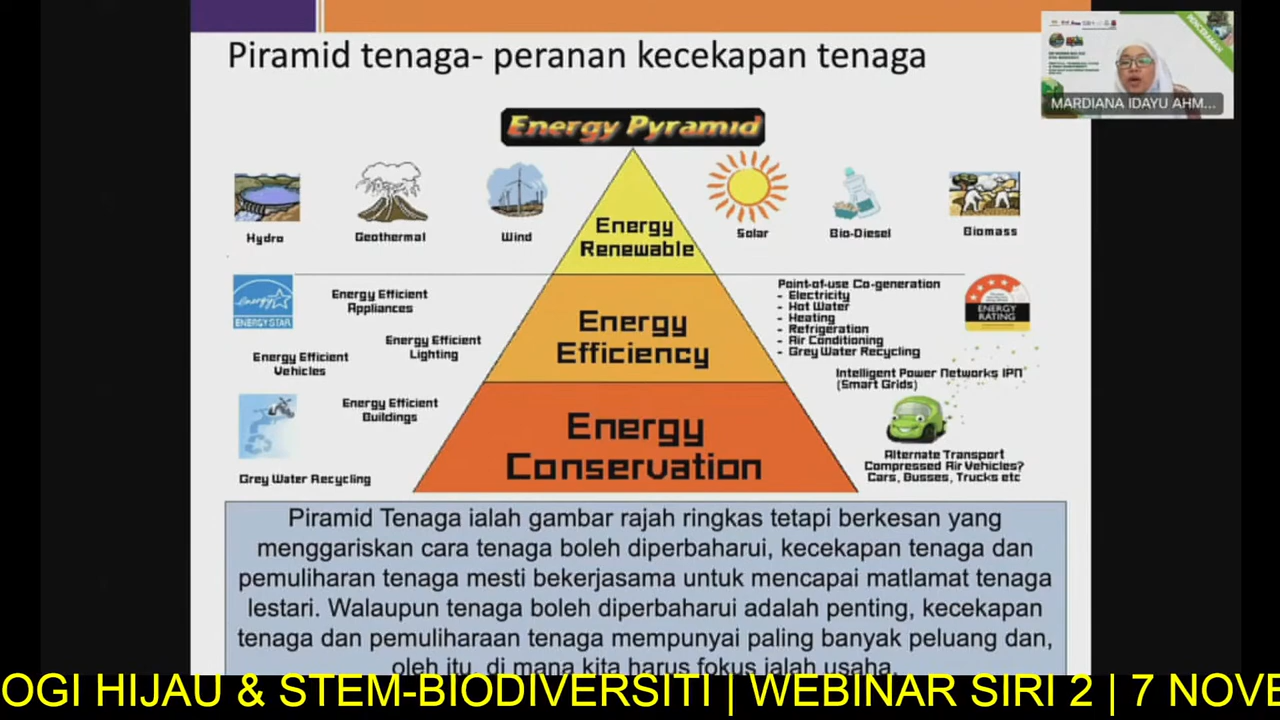 Piramid tenaga- peranan kecekapan tenaga
PENCERAMAH
MARDIANA IDAYU AHM...
Energy Pyramid
Hydro
Geothermal
Wind
Energy
Renewable
Solar
Bio-Diesel
Biomass
energy
ENERGY STAR
Energy Efficient
Appliances
Energy Efficient
Lighting
Energy Efficient
Vehicles
Energy Efficient
Buildings
Grey Water Recycling
Energy
Efficiency
Point-of-use Co-generation
- Electricity
- Hot Water
- Heating
- Refrigeration
- Air Conditioning
- Grey Water Recycling
ENERGY
RATING
Intelligent Power Networks IPN
(Smart Grids)
Energy
Conservation
Alternate Transport
Compressed Air Vehicles?
Cars, Busses, Trucks etc
Piramid Tenaga ialah gambar rajah ringkas tetapi berkesan yang
menggariskan cara tenaga boleh diperbaharui, kecekapan tenaga dan
pemuliharan tenaga mesti bekerjasama untuk mencapai matlamat tenaga
lestari. Walaupun tenaga boleh diperbaharui adalah penting, kecekapan
tenaga dan pemuliharaan tenaga mempunyai paling banyak peluang dan,
oleh itu, di mana kita harus fokus ialah usaha.
OGI HIJAU & STEM-BIODIVERSITI | WEBINAR SIRI 2 | 7 NOVE